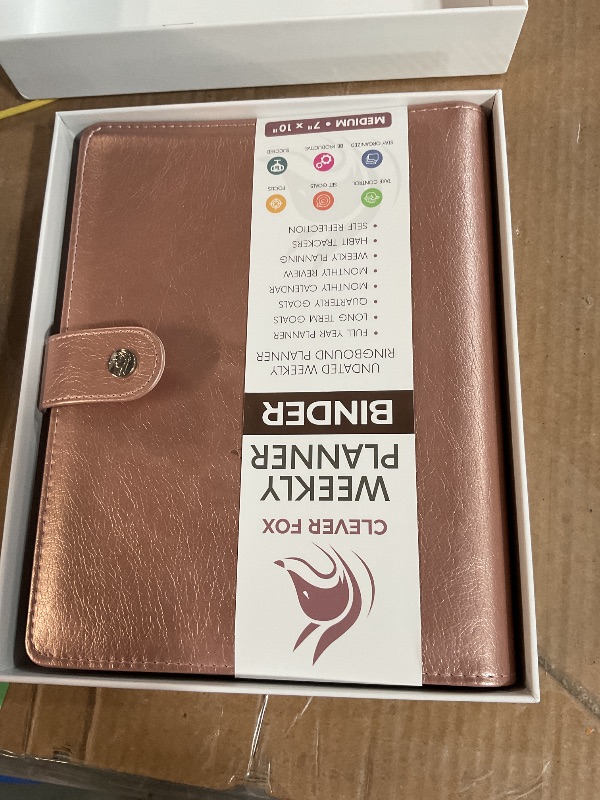 CLEVER FOX
WEEKLY
PLANNER
BINDER
UNDATED WEEKLY
RINGBOUND PLANNER
• FULL YEAR PLANNER
• LONG TERM GOALS
• QUARTERLY GOALS
• MONTHLY CALENDAR
• MONTHLY REVIEW
• WEEKLY PLANNING
• HABIT TRACKERS
• SELF REFLECTION
TAKE CONTROL SET GOALS FOCUS
STAY ORGANIZED BE PRODUCTIVE SUCCEED
MEDIUM • 7" x 10"